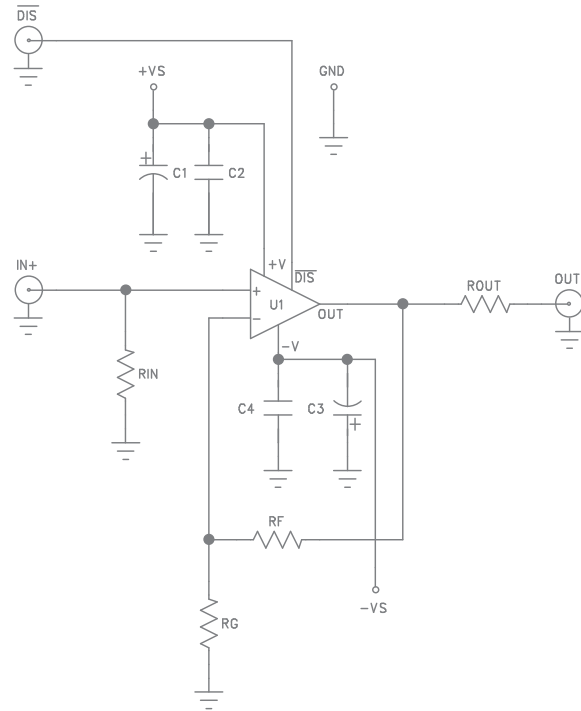 DIS
+VS
GND
+
C1
C2
IN+
+V
DIS
+
U1
−
OUT
ROUT
OUT
−V
RIN
C4
C3
+
RF
−VS
RG